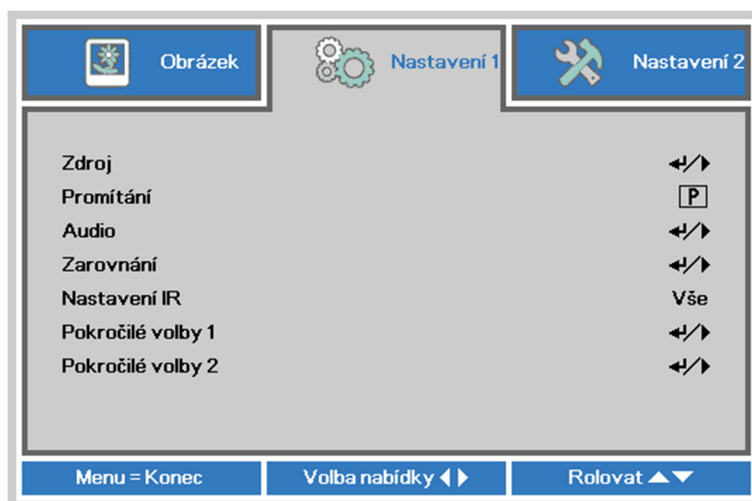 Obrázek Nastavení 1 Nastavení 2
Zdroj ↵/▶
Promítání P
Audio ↵/▶
Zarovnání ↵/▶
Nastavení IR Vše
Pokročilé volby 1 ↵/▶
Pokročilé volby 2 ↵/▶
Menu = Konec Volba nabídky ◀▶ Rolovat ▲▼